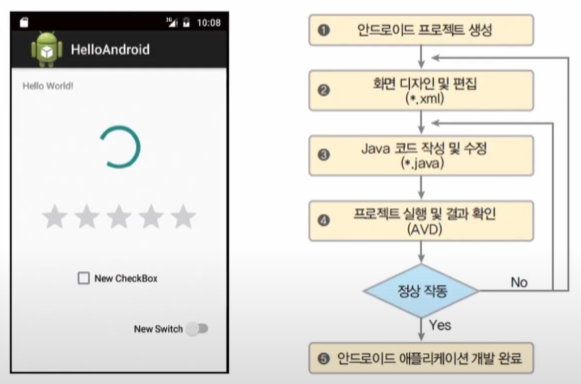 3G 10:08
HelloAndroid
Hello World!
New CheckBox
New Switch
❶ 안드로이드 프로젝트 생성
❷ 화면 디자인 및 편집
(*.xml)
❸ Java 코드 작성 및 수정
(*.java)
❹ 프로젝트 실행 및 결과 확인
(AVD)
정상 작동
No
Yes
❺ 안드로이드 애플리케이션 개발 완료